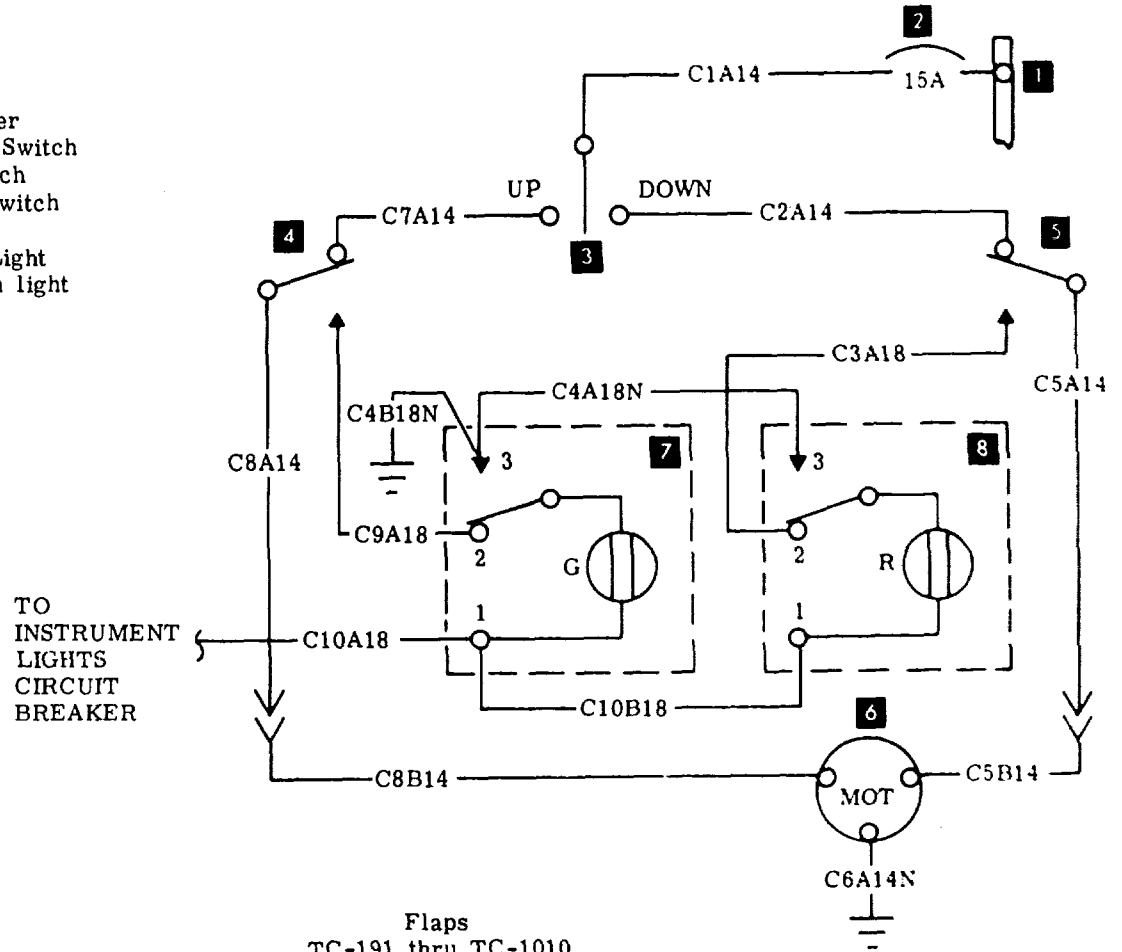 2
C1A14
15A
1
er
Switch
ch
witch
Light
light
UP
DOWN
C7A14
C2A14
4
3
5
C3A18
C5A14
C4A18N
C4B18N
7
8
3
3
C8A14
C9A18
2
G
2
R
1
1
TO
INSTRUMENT
LIGHTS
CIRCUIT
BREAKER
C10A18
C10B18
6
C8B14
MOT
C5B14
C6A14N
Flaps
TC-191 thru TC-1010